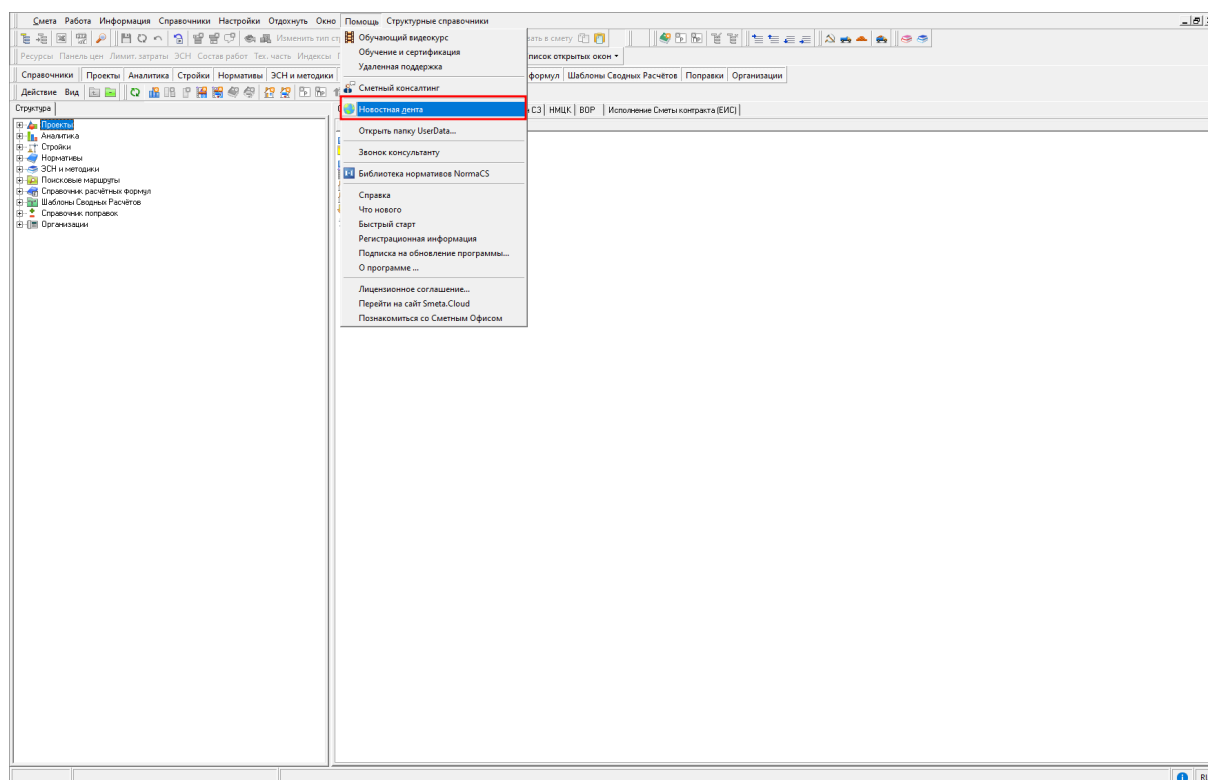 Смета Работа Информация Справочники Настройки Отдохнуть Окно Помощь Структурные справочники
Изменить тип ст
вать в смету
Ресурсы Панель цен Лимит. затраты ЭСН Состав работ Тех. часть Индексы
писок открытых окон
Справочники Проекты Аналитика Стройки Нормативы ЭСН и методики
формул Шаблоны Сводных Расчётов Поправки Организации
Действие Вид
Структура
СЗ НМЦК ВОР Исполнение Сметы контракта (ЕИС)
Проекты
Аналитика
Стройки
Нормативы
ЭСН и методики
Поисковые маршруты
Справочник расчётных формул
Шаблоны Сводных Расчётов
Справочник поправок
Организации
Обучающий видеокурс
Обучение и сертификация
Удаленная поддержка
Сметный консалтинг
Новостная лента
Открыть папку UserData...
Звонок консультанту
Библиотека нормативов NormaCS
Справка
Что нового
Быстрый старт
Регистрационная информация
Подписка на обновление программы...
О программе ...
Лицензионное соглашение...
Перейти на сайт Smeta.Cloud
Познакомиться со Сметным Офисом